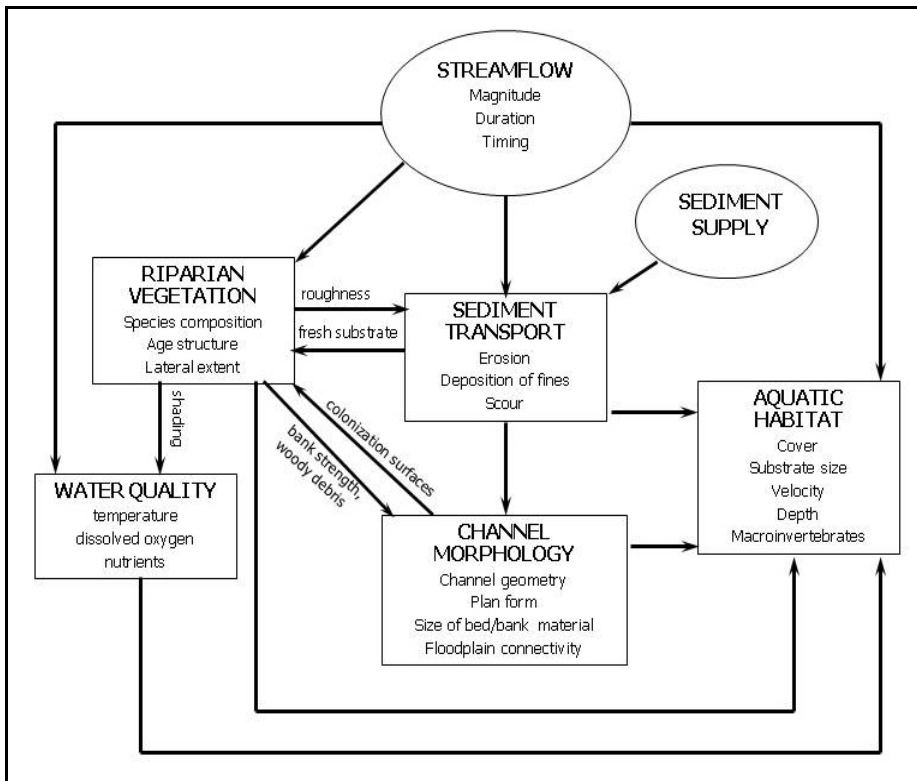 STREAMFLOW
Magnitude
Duration
Timing
SEDIMENT
SUPPLY
RIPARIAN
VEGETATION
Species composition
Age structure
Lateral extent
roughness
fresh substrate
SEDIMENT
TRANSPORT
Erosion
Deposition of fines
Scour
AQUATIC
HABITAT
Cover
Substrate size
Velocity
Depth
Macroinvertebrates
shading
colonization surfaces
bank strength,
woody debris
WATER QUALITY
temperature
dissolved oxygen
nutrients
CHANNEL
MORPHOLOGY
Channel geometry
Plan form
Size of bed/bank material
Floodplain connectivity